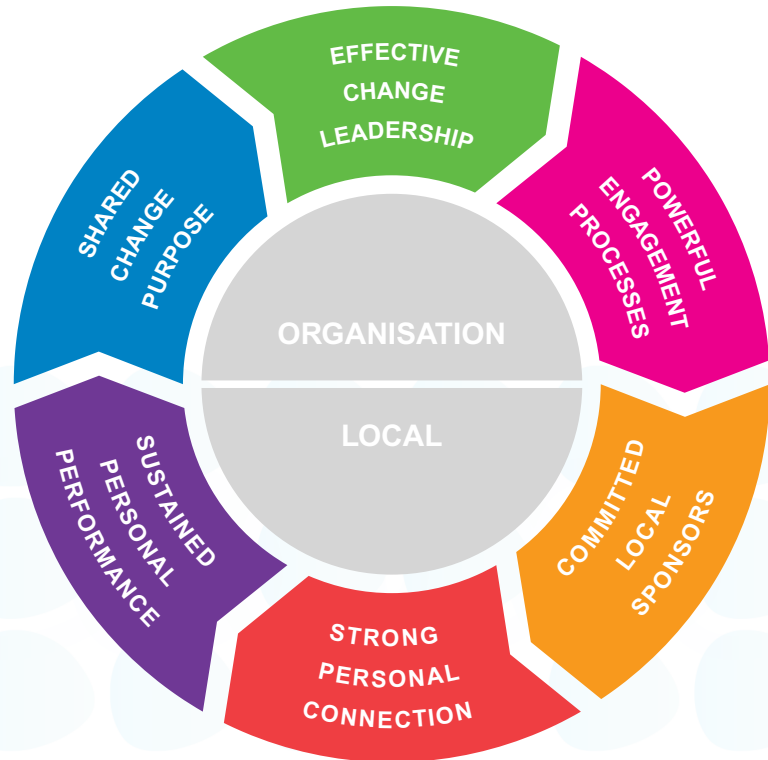 EFFECTIVE
CHANGE
LEADERSHIP
POWERFUL
ENGAGEMENT
PROCESSES
SHARED
CHANGE
PURPOSE
ORGANISATION
LOCAL
COMMITTED
LOCAL
SPONSORS
STRONG
PERSONAL
CONNECTION
SUSTAINED
PERSONAL
PERFORMANCE